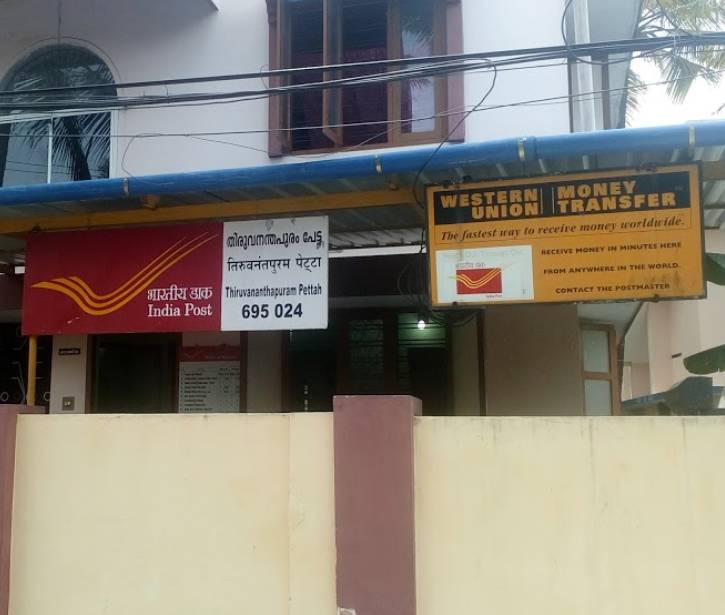 भारतीय डाक
India Post
തിരുവനന്തപുരം പേട്ട
तिरुवनंतपुरम पेट्टा
Thiruvananthapuram Pettah
695 024
WESTERN UNION
MONEY TRANSFER
The fastest way to receive money worldwide.
RECEIVE MONEY IN MINUTES HERE
FROM ANYWHERE IN THE WORLD.
CONTACT THE POSTMASTER